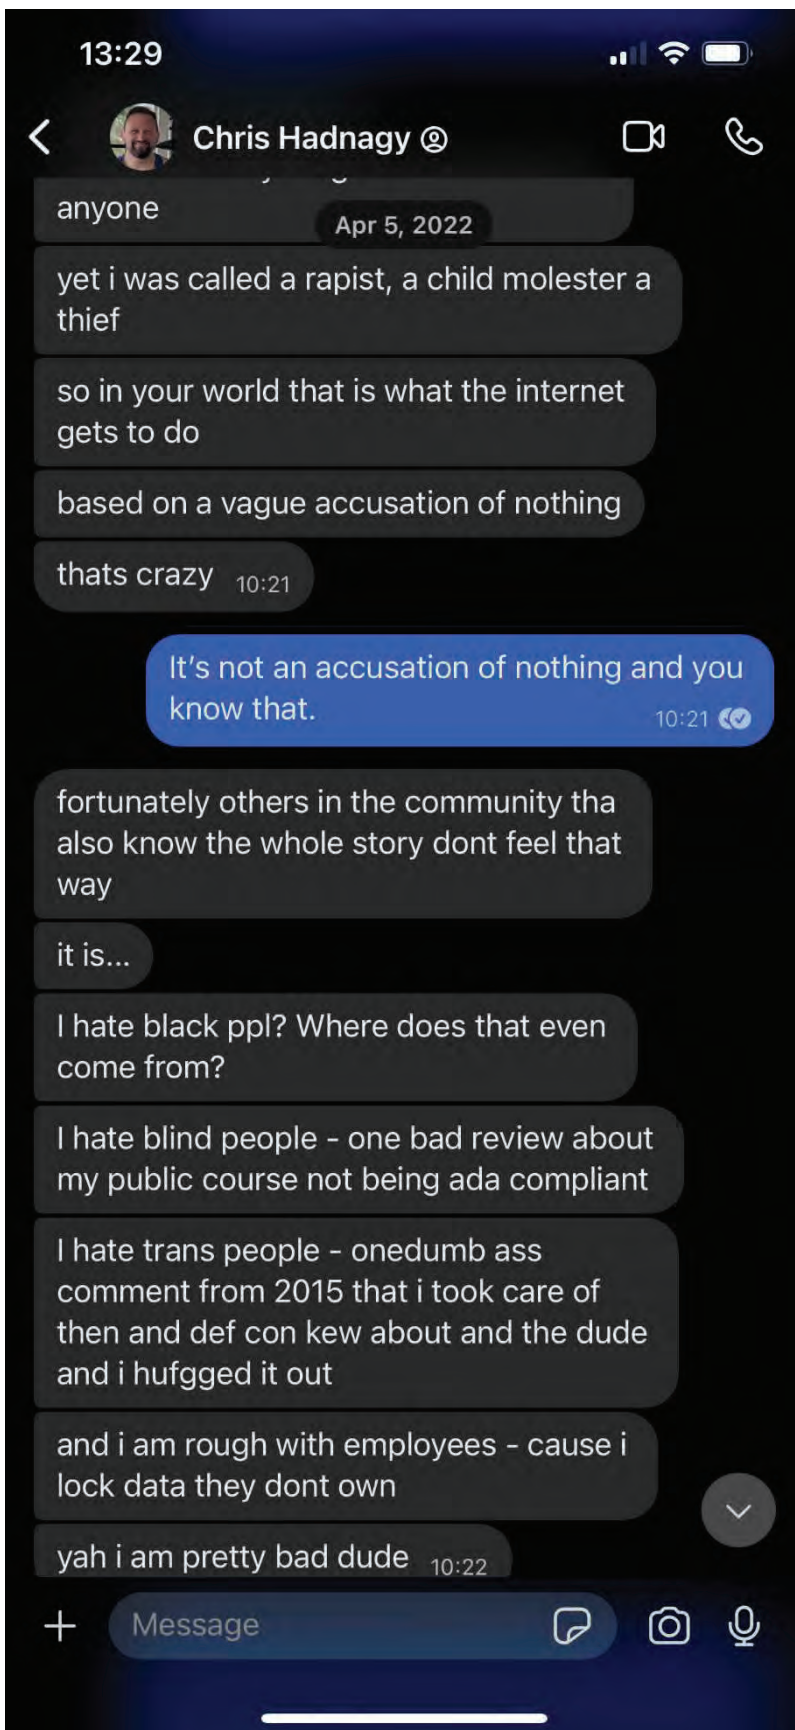 13:29
Chris Hadnagy
anyone
Apr 5, 2022
yet i was called a rapist, a child molester a
thief
so in your world that is what the internet
gets to do
based on a vague accusation of nothing
thats crazy 10:21
It's not an accusation of nothing and you
know that. 10:21
fortunately others in the community tha
also know the whole story dont feel that
way
it is...
I hate black ppl? Where does that even
come from?
I hate blind people - one bad review about
my public course not being ada compliant
I hate trans people - onedumb ass
comment from 2015 that i took care of
then and def con kew about and the dude
and i hufgged it out
and i am rough with employees - cause i
lock data they dont own
yah i am pretty bad dude 10:22
Message